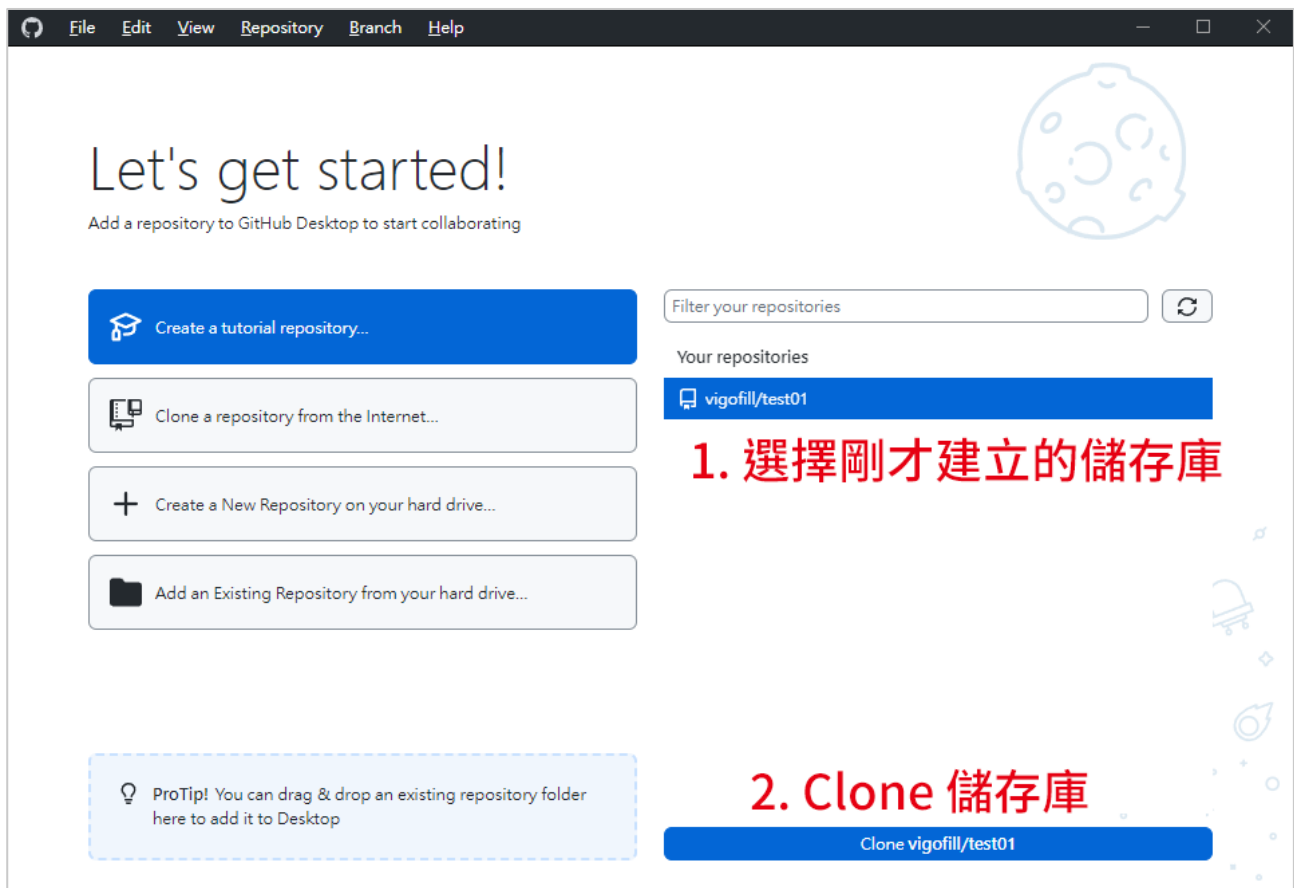 File Edit View Repository Branch Help
Let's get started!
Add a repository to GitHub Desktop to start collaborating
Create a tutorial repository...
Clone a repository from the Internet...
Create a New Repository on your hard drive...
Add an Existing Repository from your hard drive...
ProTip! You can drag & drop an existing repository folder
here to add it to Desktop
Filter your repositories
Your repositories
vigofill/test01
1. 選擇剛才建立的儲存庫
2. Clone 儲存庫
Clone vigofill/test01